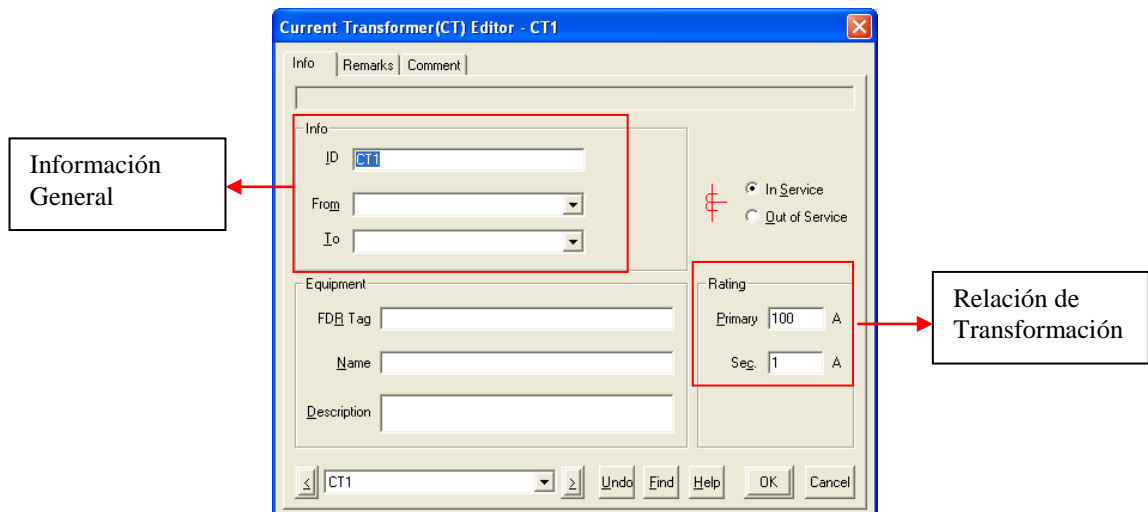 Current Transformer(CT) Editor - CT1
Info Remarks Comment
Info
ID CT1
From
To
In Service
Out of Service
Equipment
FDR Tag
Name
Description
Rating
Primary 100 A
Sec. 1 A
< CT1 > Undo Find Help OK Cancel
Información
General
Relación de
Transformación